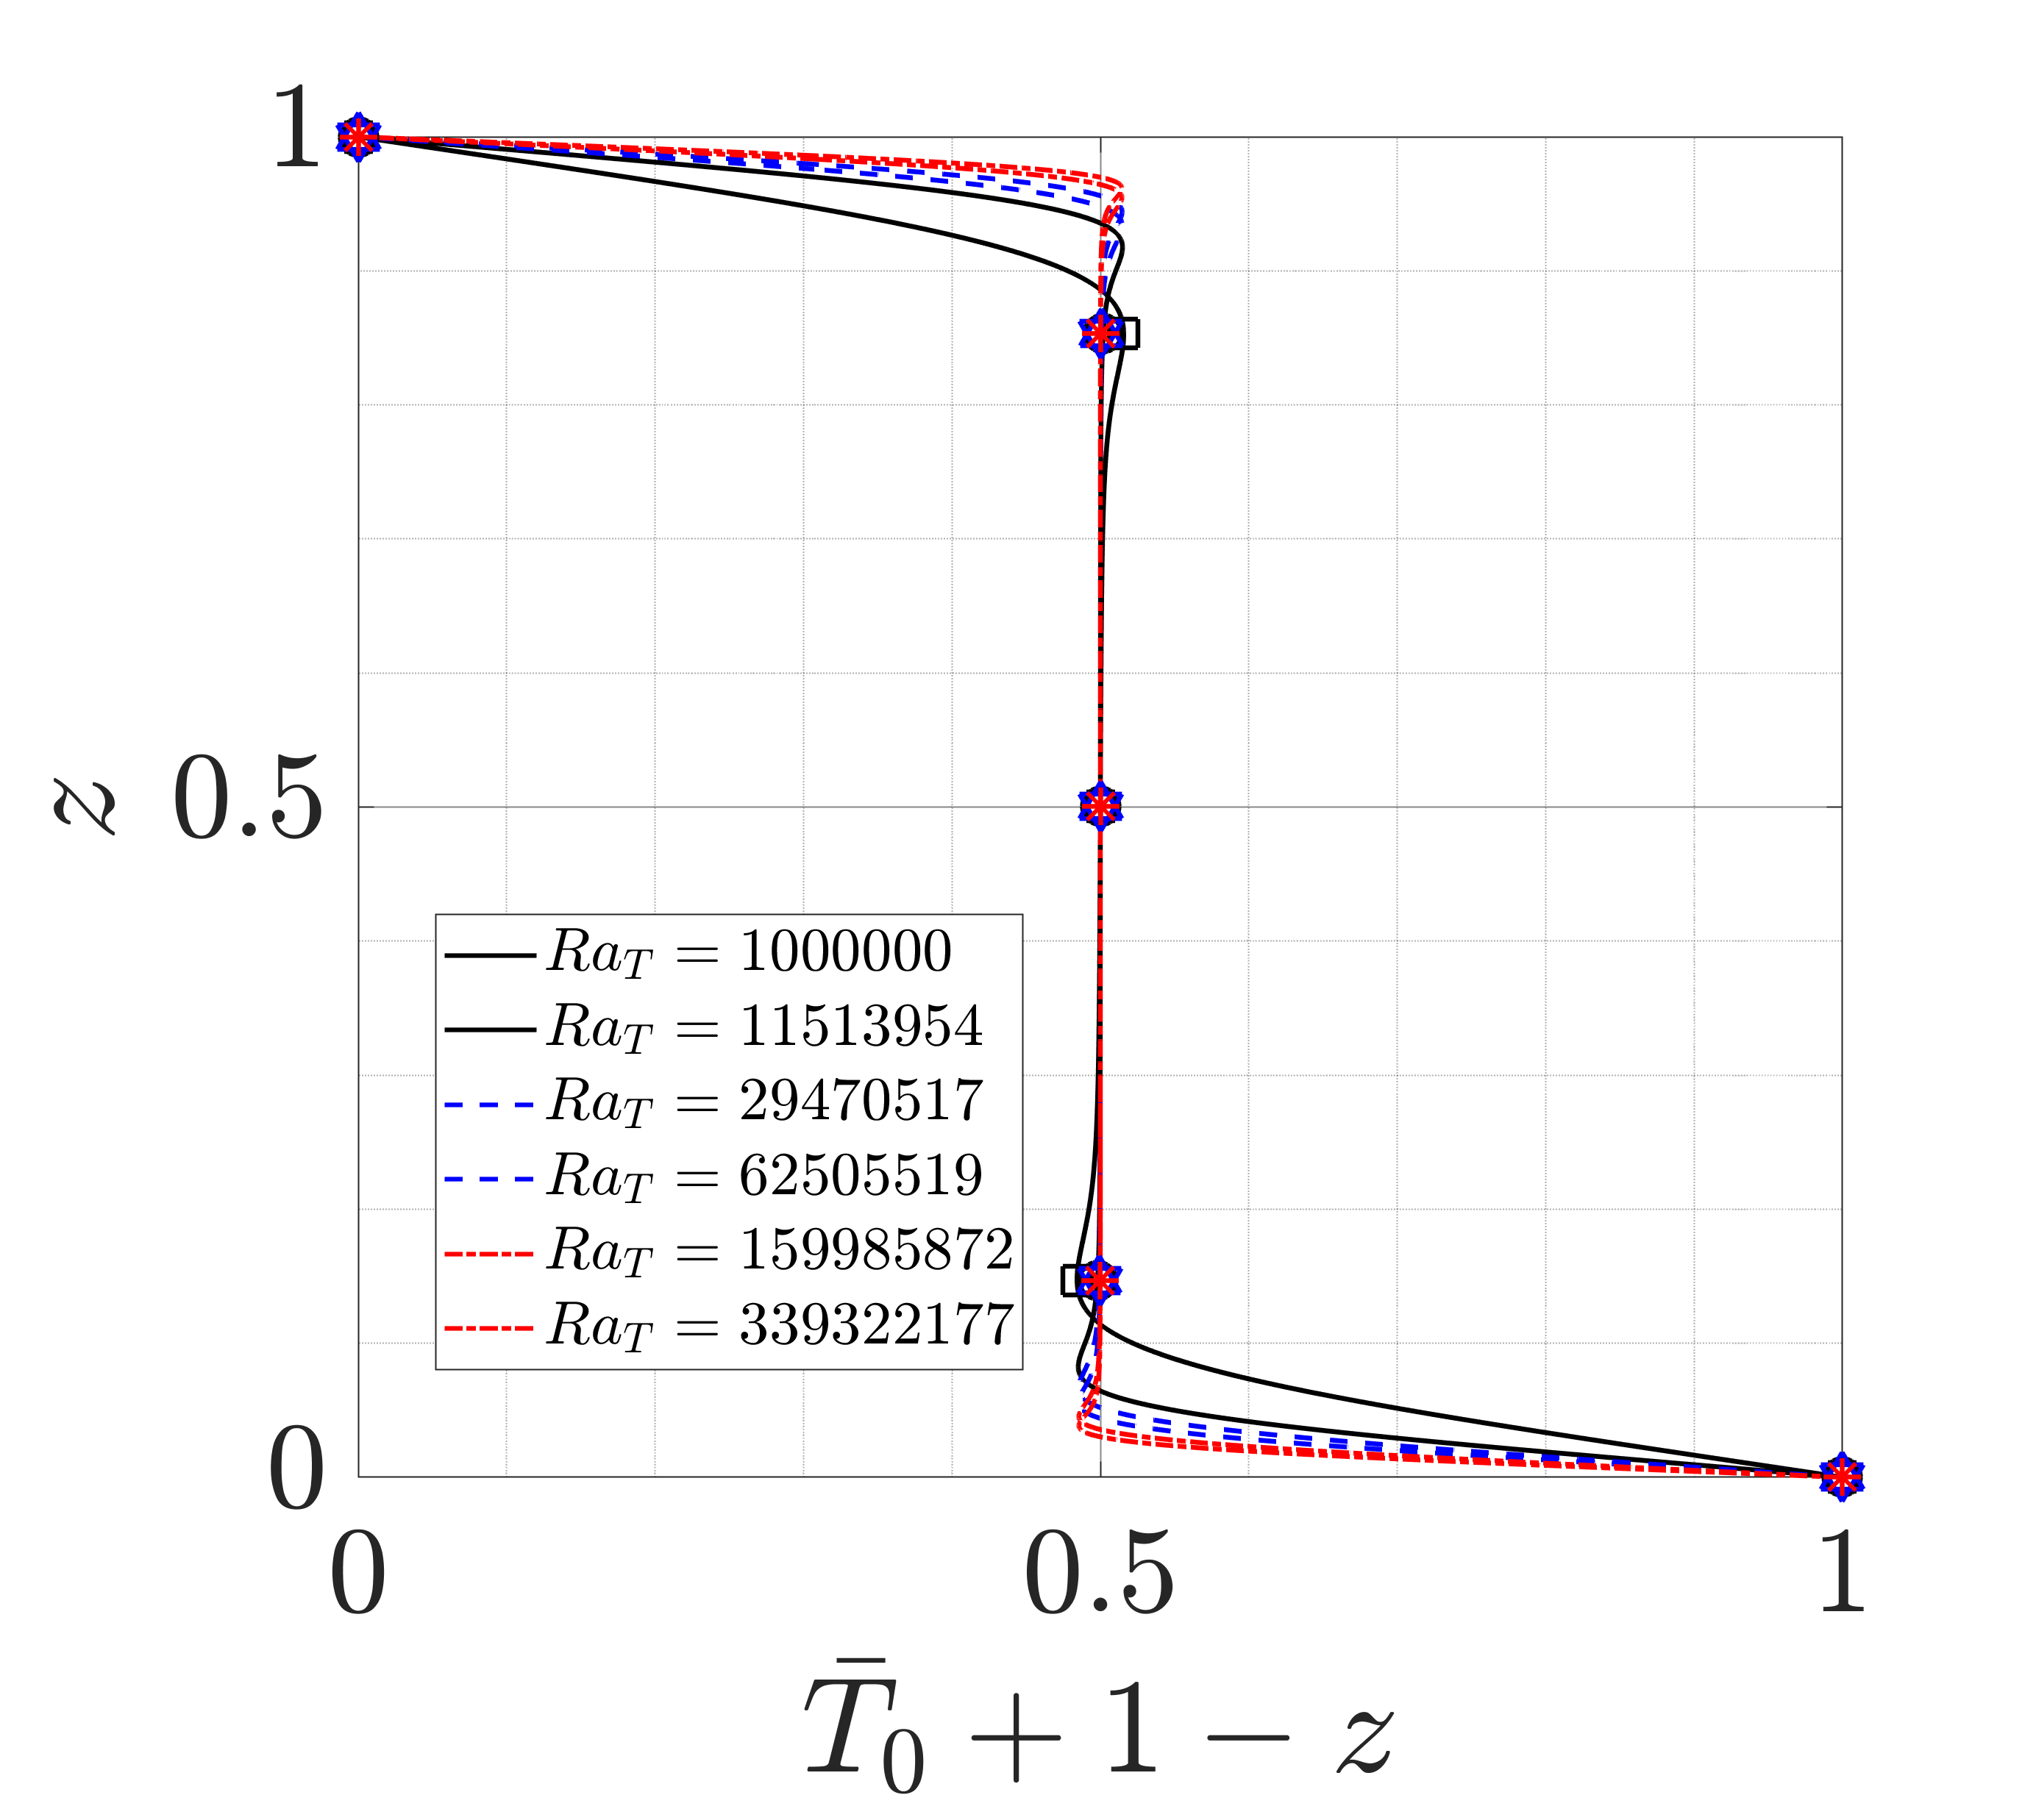 1
z
0.5
Ra_T = 1000000
Ra_T = 11513954
Ra_T = 29470517
Ra_T = 62505519
Ra_T = 159985872
Ra_T = 339322177
0
0 0.5 1
T̄₀ + 1 − z